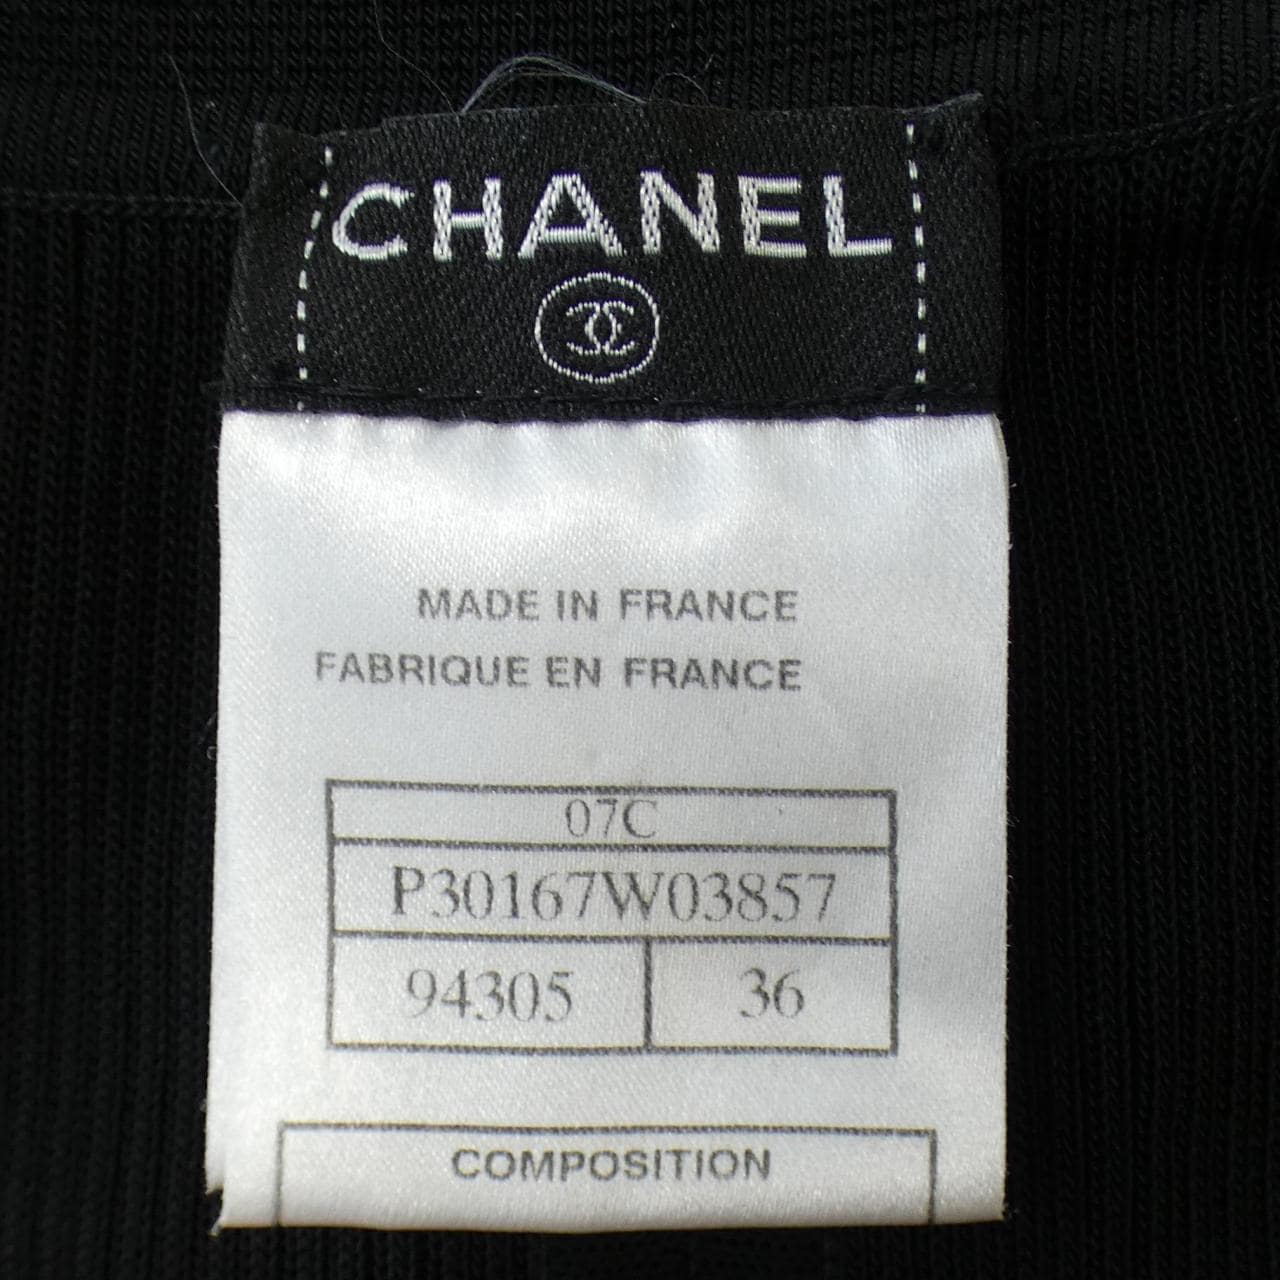 CHANEL
MADE IN FRANCE
FABRIQUE EN FRANCE
07C
P30167W03857
94305 36
COMPOSITION